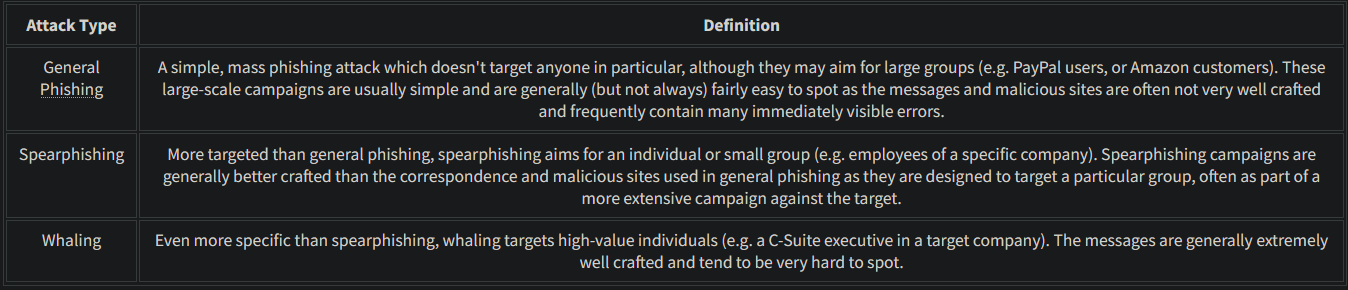 Attack Type
Definition
General
Phishing
A simple, mass phishing attack which doesn't target anyone in particular, although they may aim for large groups (e.g. PayPal users, or Amazon customers). These
large-scale campaigns are usually simple and are generally (but not always) fairly easy to spot as the messages and malicious sites are often not very well crafted
and frequently contain many immediately visible errors.
Spearphishing
More targeted than general phishing, spearphishing aims for an individual or small group (e.g. employees of a specific company). Spearphishing campaigns are
generally better crafted than the correspondence and malicious sites used in general phishing as they are designed to target a particular group, often as part of a
more extensive campaign against the target.
Whaling
Even more specific than spearphishing, whaling targets high-value individuals (e.g. a C-Suite executive in a target company). The messages are generally extremely
well crafted and tend to be very hard to spot.